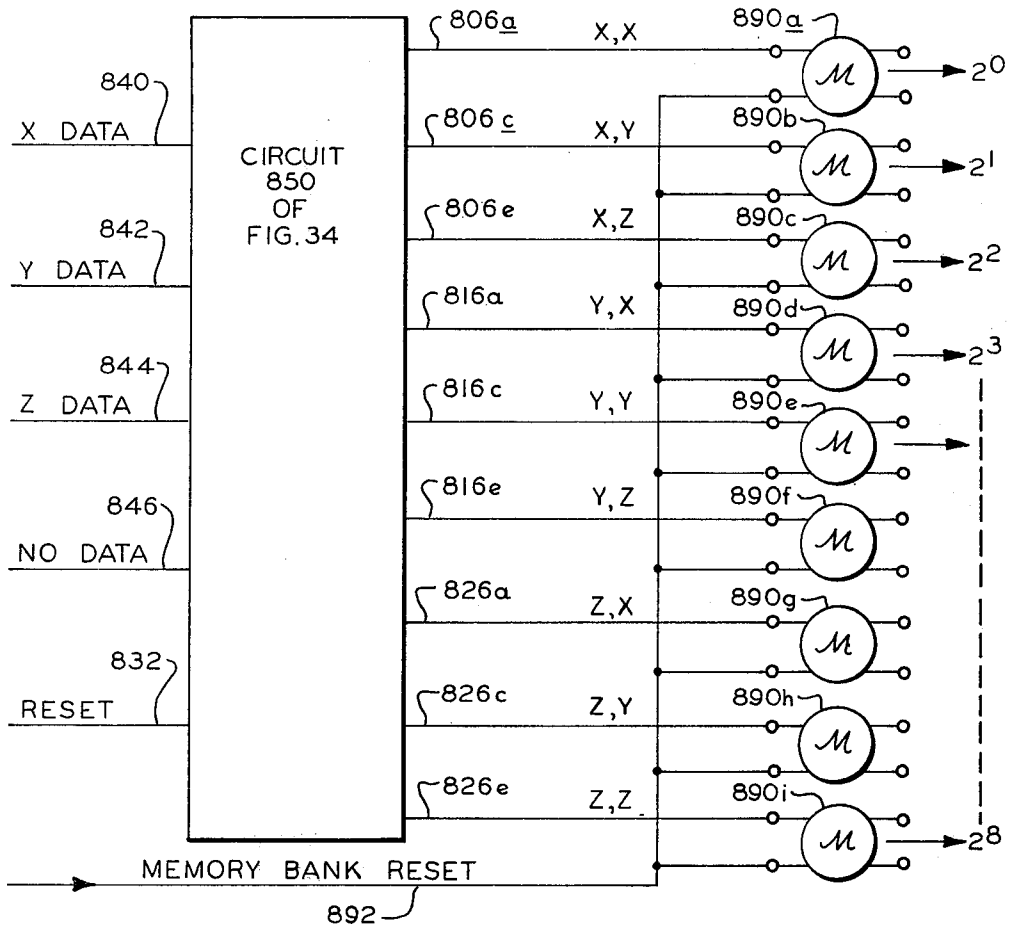 806a X,X 890a
M 2^0
840
X DATA
806c X,Y 890b
M 2^1
CIRCUIT
850
OF
FIG. 34
842
Y DATA
806e X,Z 890c
M 2^2
816a Y,X 890d
M 2^3
844
Z DATA
816c Y,Y 890e
M
816e Y,Z 890f
M
846
NO DATA
826a Z,X 890g
M
832
RESET
826c Z,Y 890h
M
826e Z,Z 890i
M 2^8
MEMORY BANK RESET
892